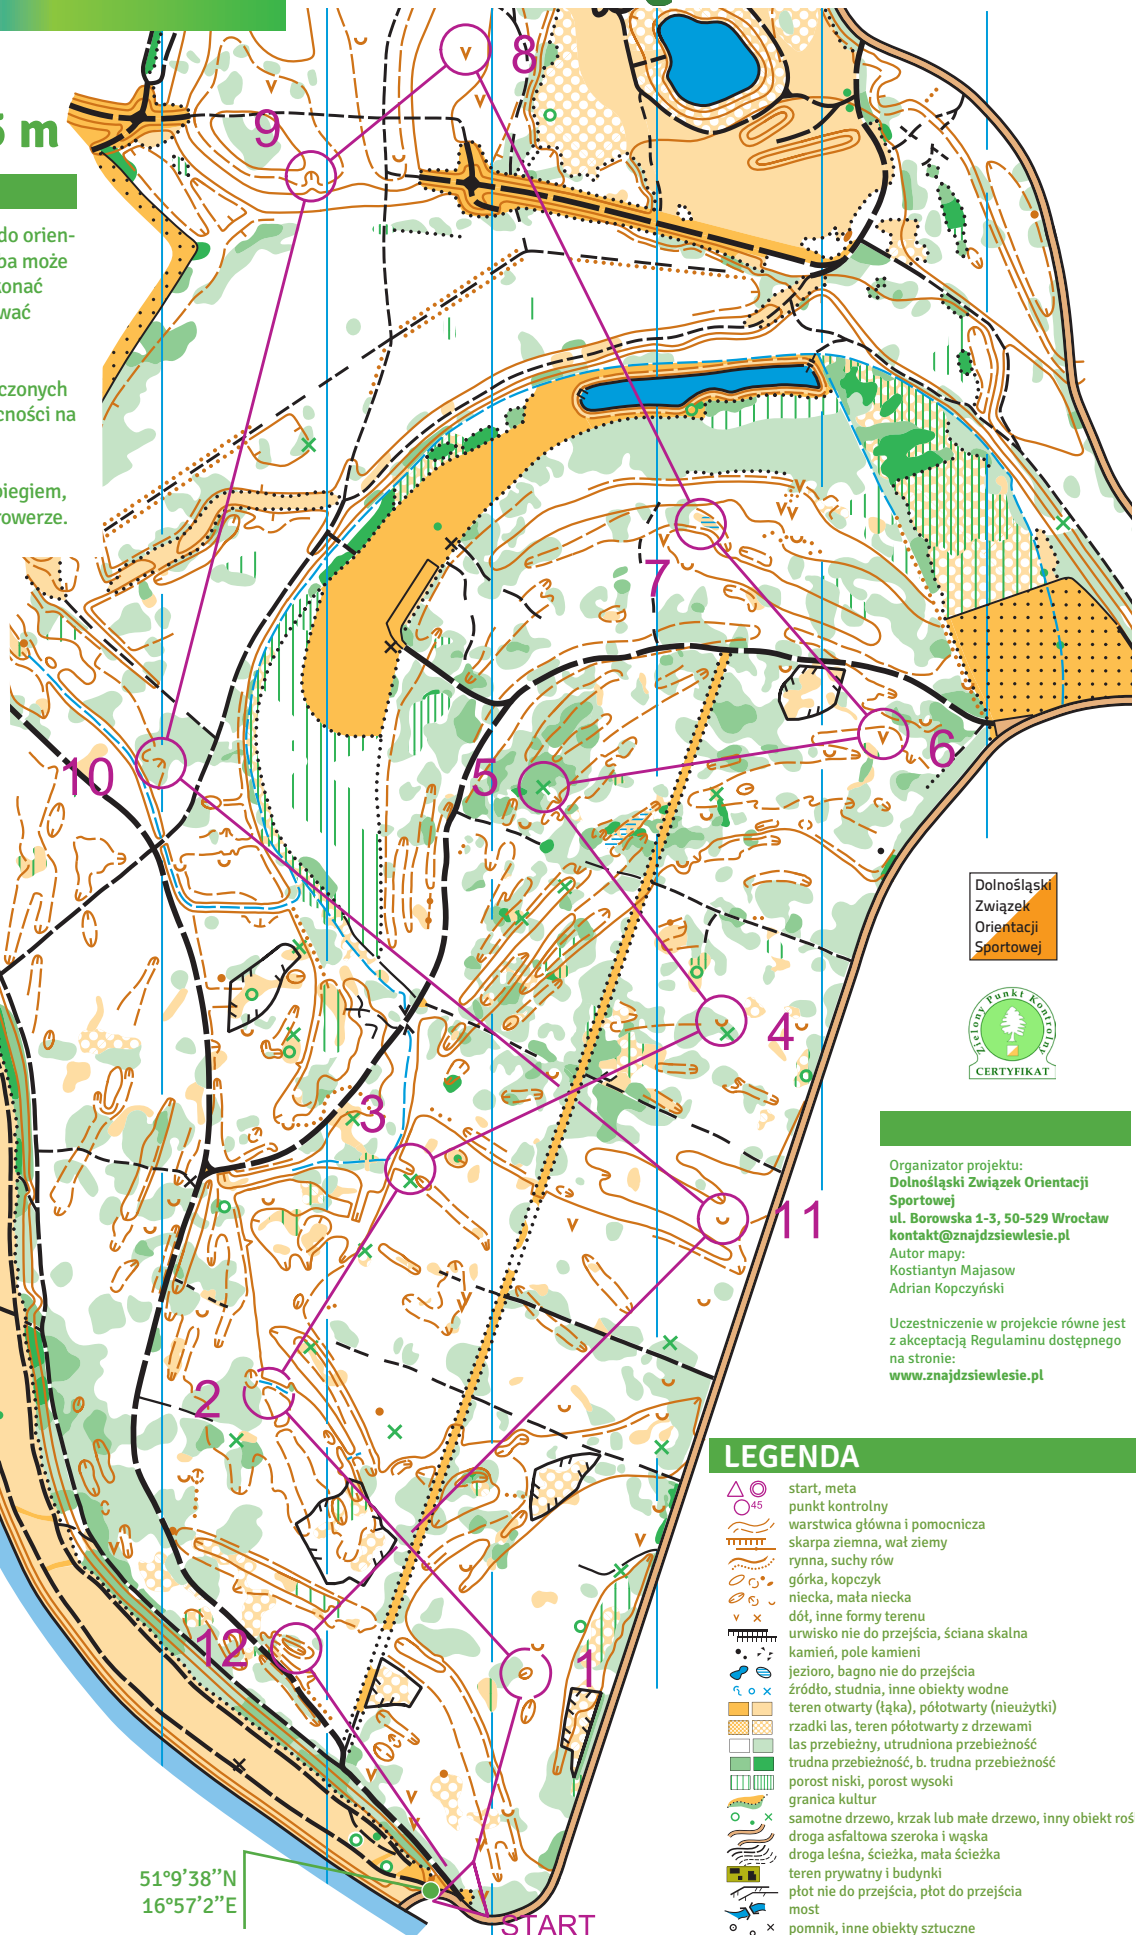 5 m
do orien-
ba może
konać
wać
czonych
cności na
biegiem,
rowerze.
8
9
7
6
5
10
4
3
11
2
12
1
START
51°9'38"N
16°57'2"E
Dolnośląski
Związek
Orientacji
Sportowej
Zielony Punkt Kontrolny
CERTYFIKAT
Organizator projektu:
Dolnośląski Związek Orientacji
Sportowej
ul. Borowska 1-3, 50-529 Wrocław
kontakt@znajdzsiewlesie.pl
Autor mapy:
Kostiantyn Majasow
Adrian Kopczyński
Uczestniczenie w projekcie równe jest
z akceptacją Regulaminu dostępnego
na stronie:
www.znajdzsiewlesie.pl
LEGENDA
start, meta
45 punkt kontrolny
warstwica główna i pomocnicza
skarpa ziemna, wał ziemy
rynna, suchy rów
górka, kopczyk
niecka, mała niecka
dół, inne formy terenu
urwisko nie do przejścia, ściana skalna
kamień, pole kamieni
jezioro, bagno nie do przejścia
źródło, studnia, inne obiekty wodne
teren otwarty (łąka), półotwarty (nieużytki)
rzadki las, teren półotwarty z drzewami
las przebieżny, utrudniona przebieżność
trudna przebieżność, b. trudna przebieżność
porost niski, porost wysoki
granica kultur
samotne drzewo, krzak lub małe drzewo, inny obiekt roś
droga asfaltowa szeroka i wąska
droga leśna, ścieżka, mała ścieżka
teren prywatny i budynki
płot nie do przejścia, płot do przejścia
most
pomnik, inne obiekty sztuczne